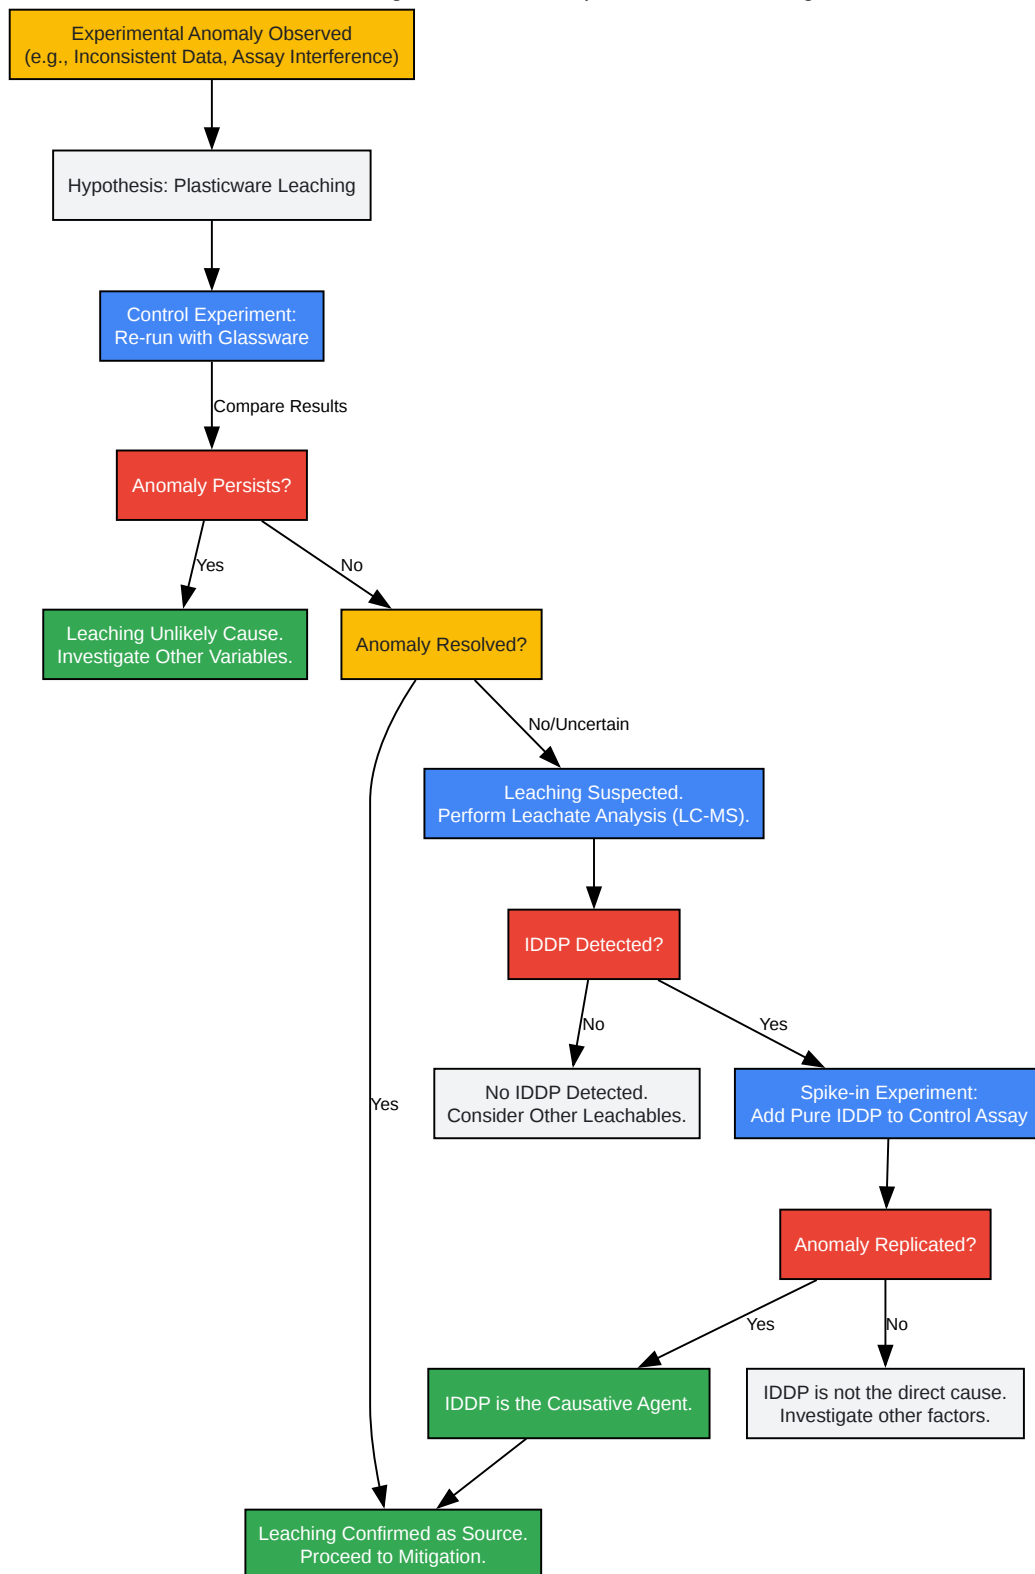 Experimental Anomaly Observed
(e.g., Inconsistent Data, Assay Interference)
Hypothesis: Plasticware Leaching
Control Experiment:
Re-run with Glassware
Compare Results
Anomaly Persists?
Yes
No
Leaching Unlikely Cause.
Investigate Other Variables.
Anomaly Resolved?
No/Uncertain
Leaching Suspected.
Perform Leachate Analysis (LC-MS).
IDDP Detected?
No
Yes
Yes
No IDDP Detected.
Consider Other Leachables.
Spike-in Experiment:
Add Pure IDDP to Control Assay
Anomaly Replicated?
Yes
No
IDDP is the Causative Agent.
IDDP is not the direct cause.
Investigate other factors.
Leaching Confirmed as Source.
Proceed to Mitigation.